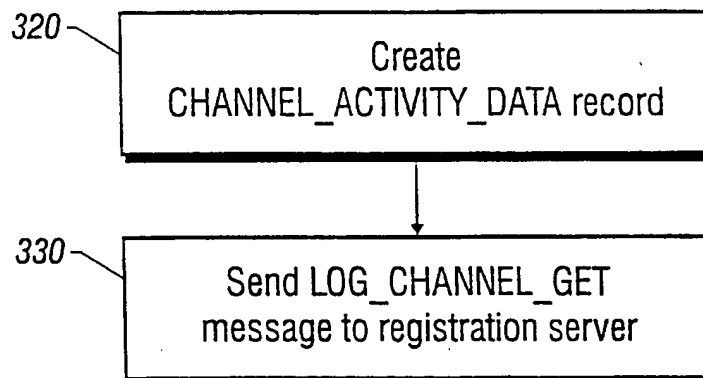 320
Create
CHANNEL_ACTIVITY_DATA record
330
Send LOG_CHANNEL_GET
message to registration server